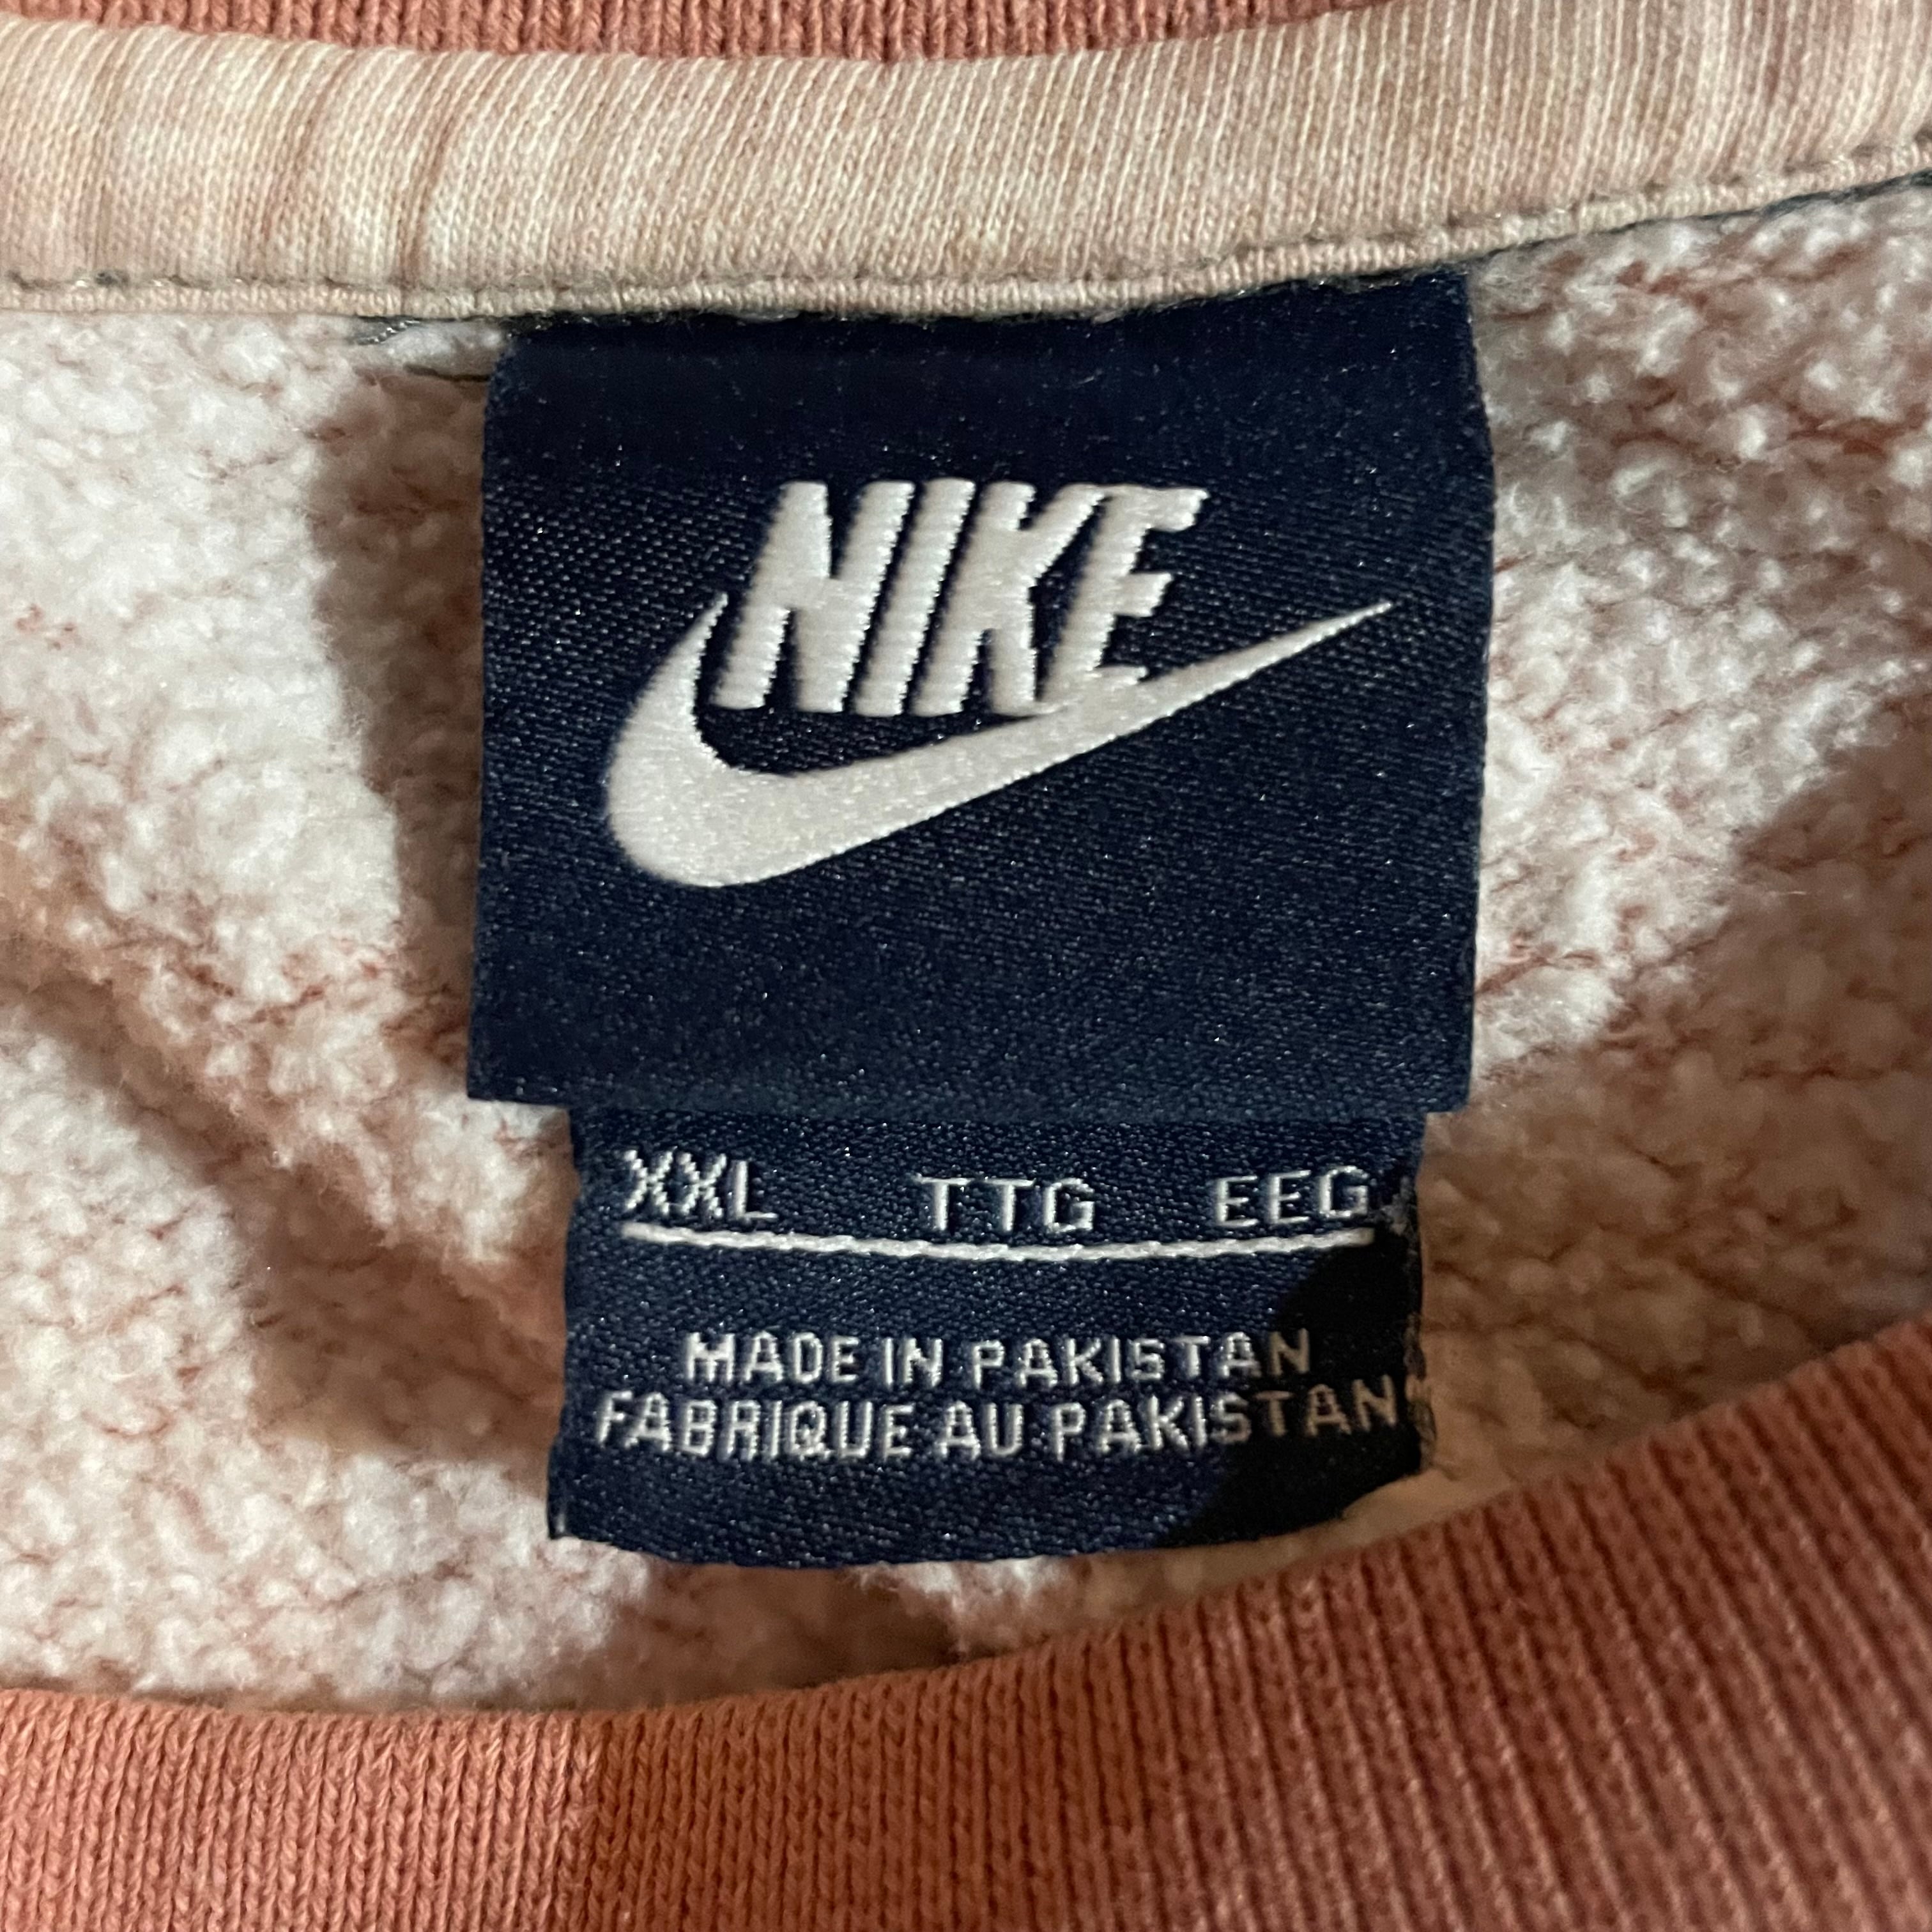 NIKE
XXL TTG EEG
MADE IN PAKISTAN
FABRIQUE AU PAKISTAN